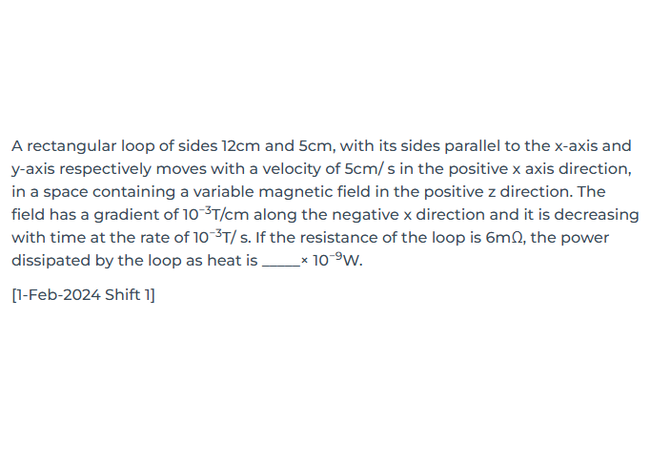 A rectangular loop of sides 12cm and 5cm, with its sides parallel to the x-axis and
y-axis respectively moves with a velocity of 5cm/ s in the positive x axis direction,
in a space containing a variable magnetic field in the positive z direction. The
field has a gradient of 10⁻³T/cm along the negative x direction and it is decreasing
with time at the rate of 10⁻³T/ s. If the resistance of the loop is 6mΩ, the power
dissipated by the loop as heat is _____× 10⁻⁹W.
[1-Feb-2024 Shift 1]